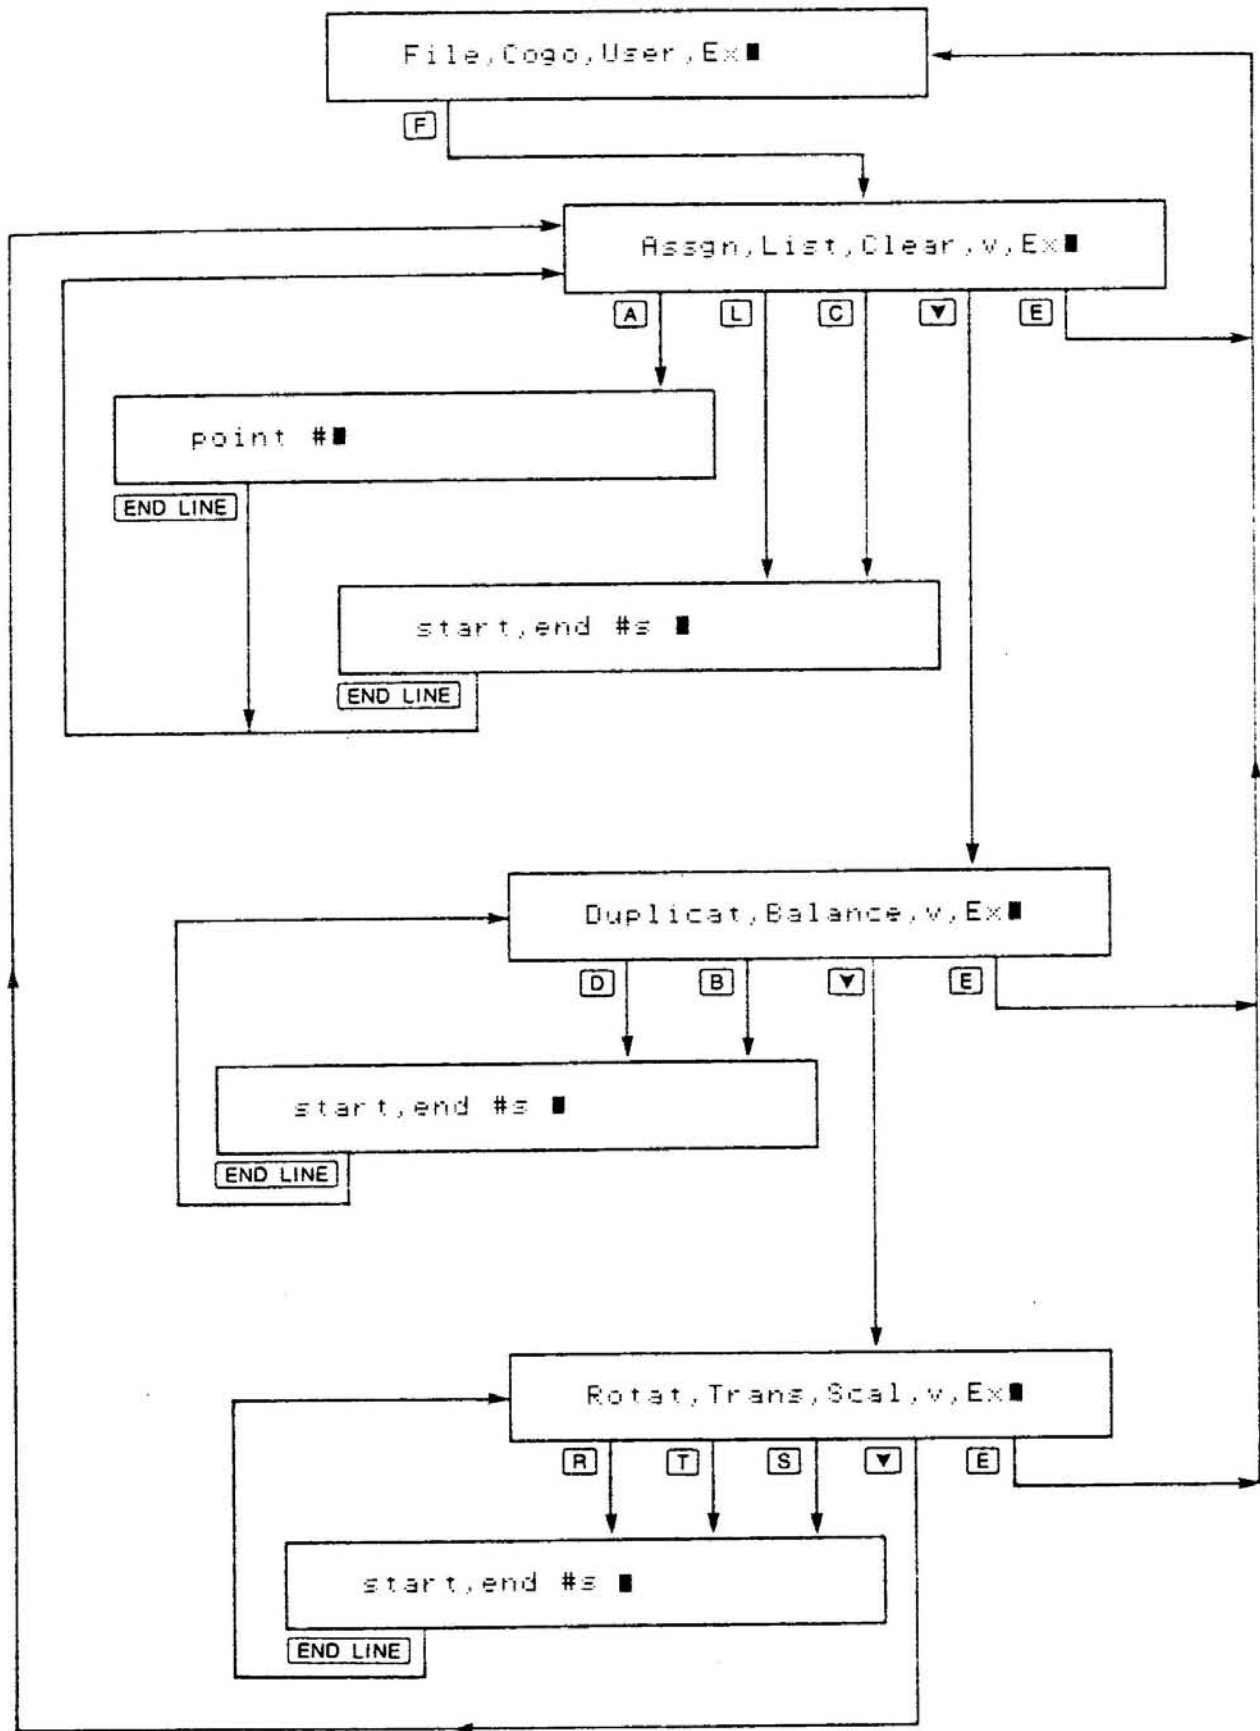 File,Cogo,User,Ex
F
Assgn,List,Clear,v,Ex
A L C ▼ E
point #
END LINE
start,end #s
END LINE
Duplicat,Balance,v,Ex
D B ▼ E
start,end #s
END LINE
Rotat,Trans,Scal,v,Ex
R T S ▼ E
start,end #s
END LINE